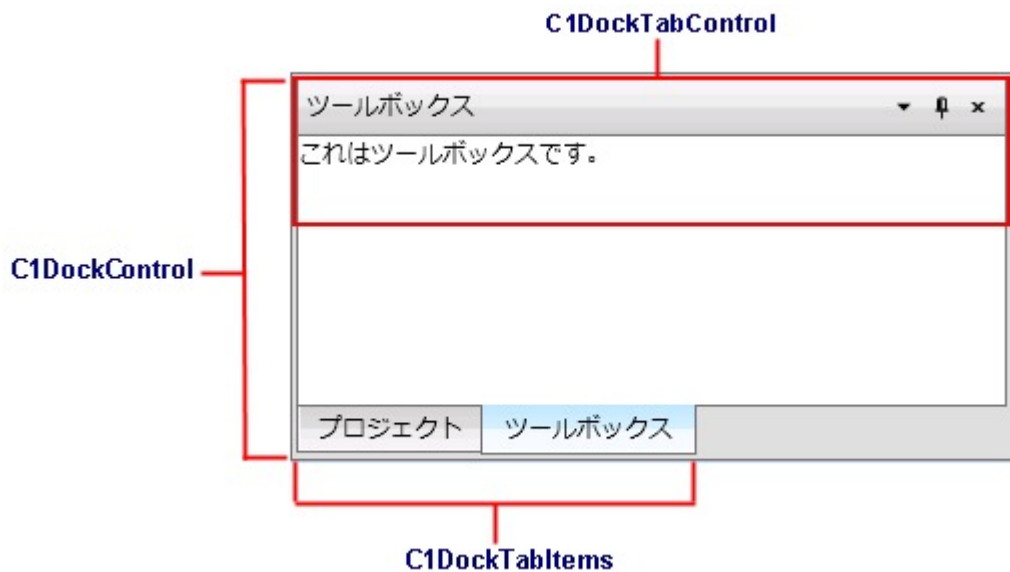 C1DockTabControl
ツールボックス
これはツールボックスです。
C1DockControl
プロジェクト
ツールボックス
C1DockTabItems